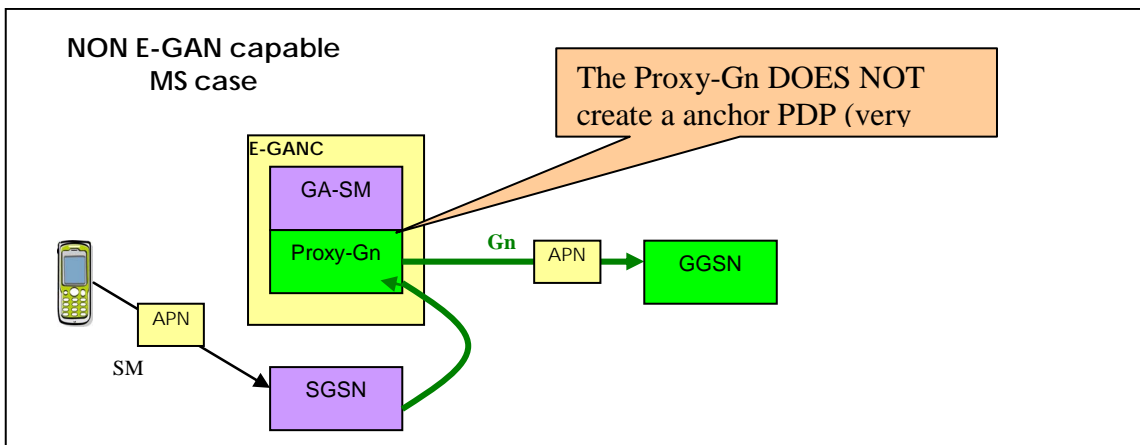 NON E-GAN capable
MS case
The Proxy-Gn DOES NOT
create a anchor PDP (very
E-GANC
GA-SM
Proxy-Gn
Gn
APN
GGSN
APN
SM
SGSN